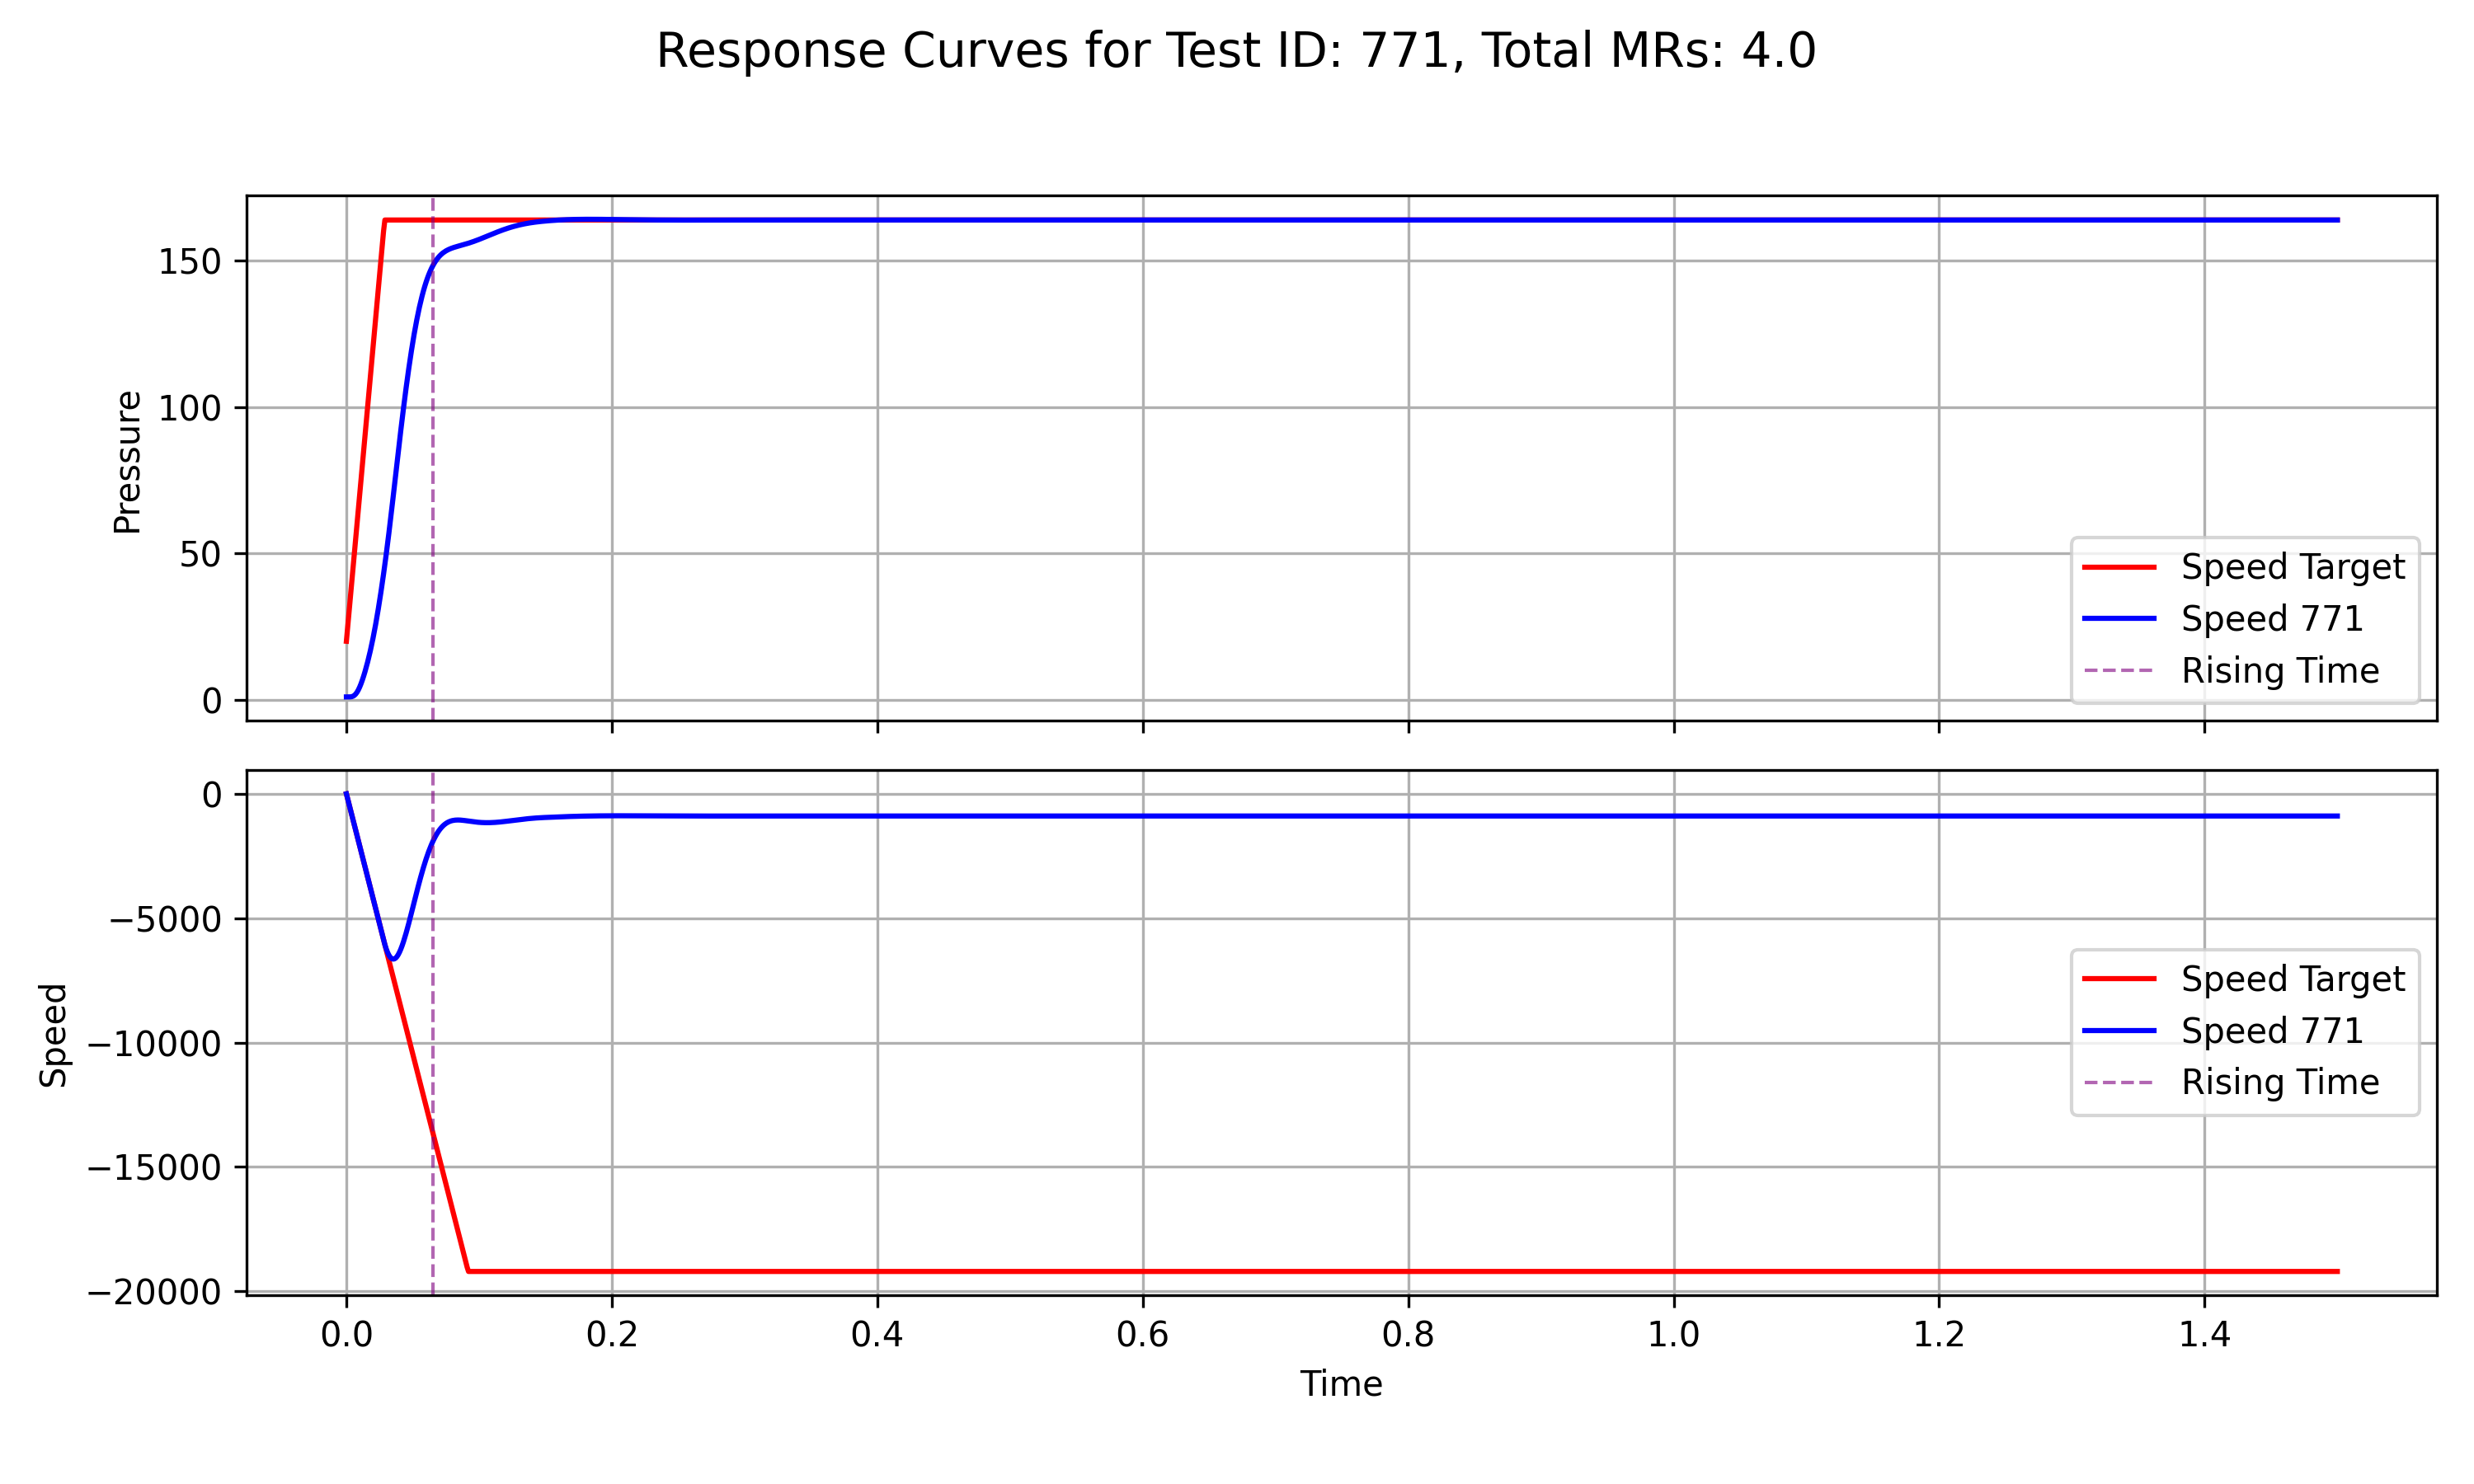 Response Curves for Test ID: 771, Total MRs: 4.0
Pressure
150
100
50
0
Speed Target
Speed 771
Rising Time
Speed
0
−5000
−10000
−15000
−20000
Speed Target
Speed 771
Rising Time
0.0 0.2 0.4 0.6 0.8 1.0 1.2 1.4
Time